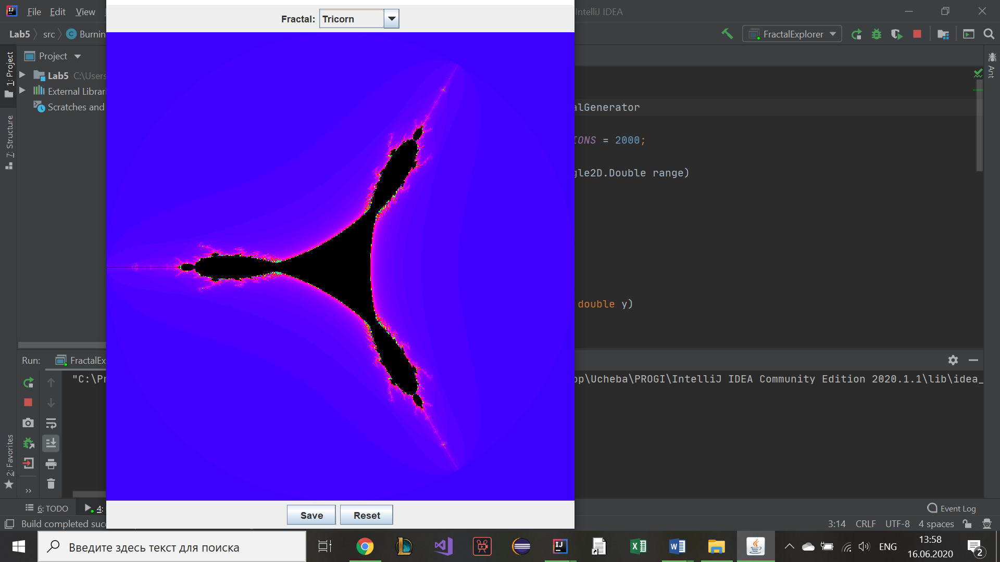 File Edit View
IntelliJ IDEA
Fractal: Tricorn
Lab5 src Burnin
FractalExplorer
1: Project
Project
Ant
Lab5 C:\Users
External Librari
Scratches and
7: Structure
alGenerator
IONS = 2000;
gle2D.Double range)
double y)
Run: FractalEx
"C:\Pr
op\Ucheba\PROGI\IntelliJ IDEA Community Edition 2020.1.1\lib\idea_
2: Favorites
6: TODO
4:
Save Reset
Event Log
Build completed suc
3:14 CRLF UTF-8 4 spaces
Введите здесь текст для поиска
ENG
13:58
16.06.2020
2